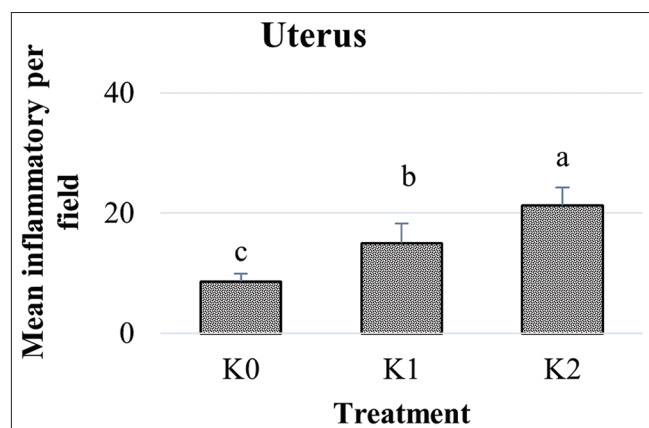 Uterus
Mean inflammatory per
field
40
20
0
c
b
a
K0
K1
K2
Treatment